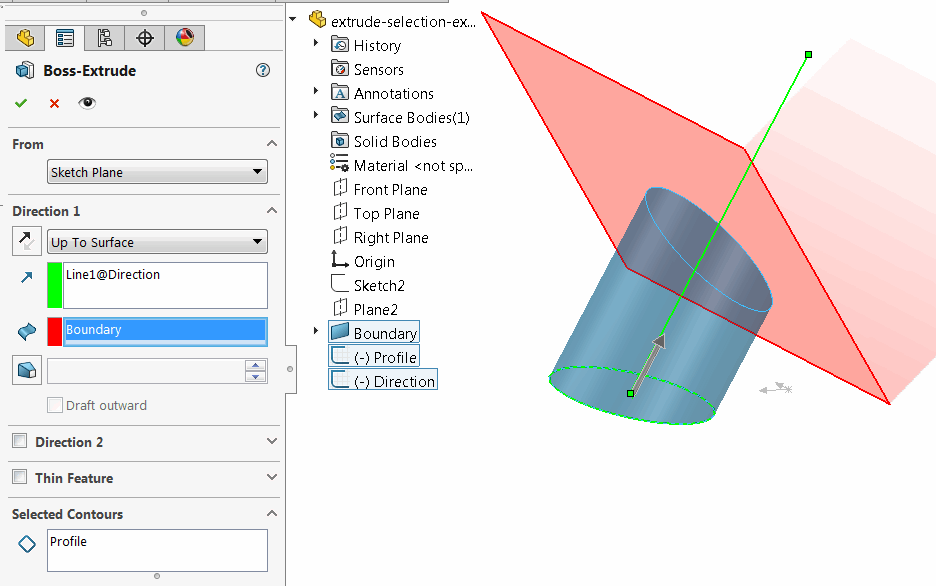 Boss-Extrude
From
Sketch Plane
Direction 1
Up To Surface
Line1@Direction
Boundary
Draft outward
Direction 2
Thin Feature
Selected Contours
Profile
extrude-selection-ex...
History
Sensors
A Annotations
Surface Bodies(1)
Solid Bodies
Material <not sp...
Front Plane
Top Plane
Right Plane
Origin
Sketch2
Plane2
Boundary
(-) Profile
(-) Direction